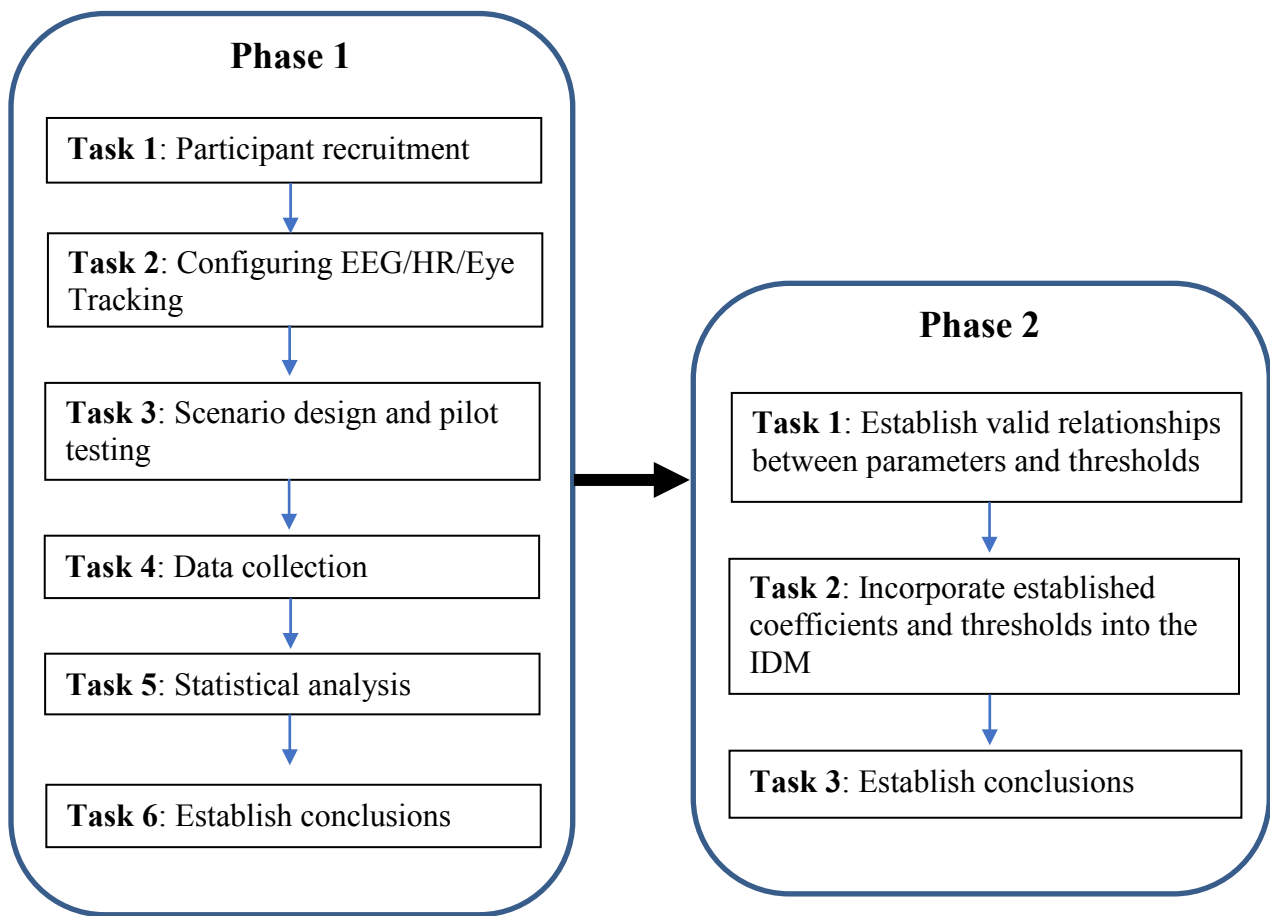 Phase 1
Task 1: Participant recruitment
Task 2: Configuring EEG/HR/Eye
Tracking
Task 3: Scenario design and pilot
testing
Task 4: Data collection
Task 5: Statistical analysis
Task 6: Establish conclusions
Phase 2
Task 1: Establish valid relationships
between parameters and thresholds
Task 2: Incorporate established
coefficients and thresholds into the
IDM
Task 3: Establish conclusions